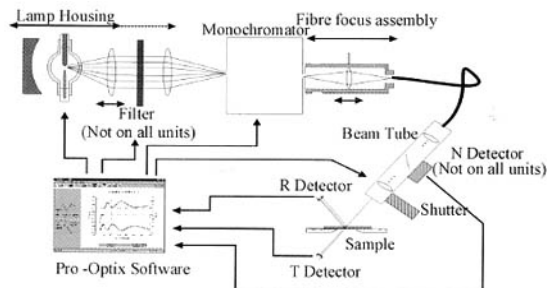 Lamp Housing
Fibre focus assembly
Monochromator
Filter
(Not on all units)
Beam Tube
N Detector
(Not on all units)
R Detector
Shutter
Sample
Pro -Optix Software
T Detector